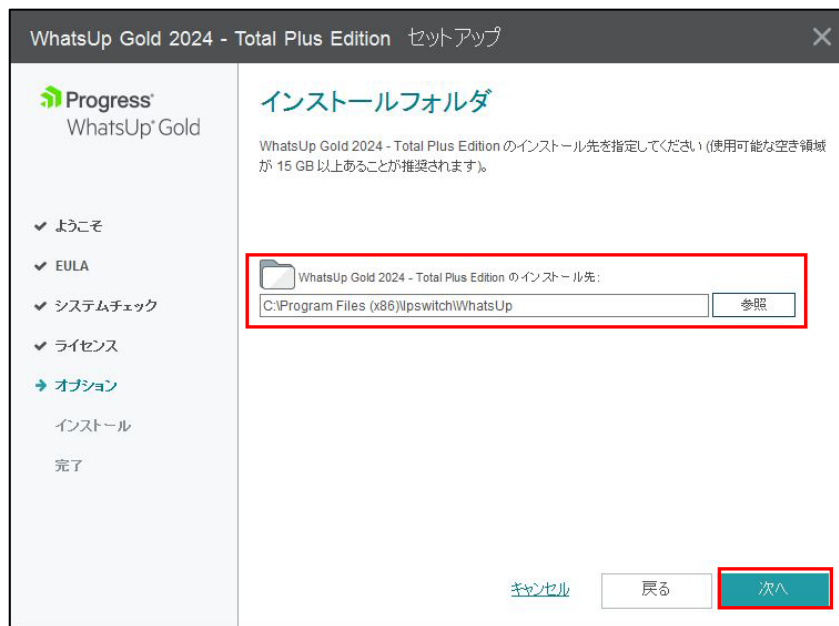 WhatsUp Gold 2024 - Total Plus Edition セットアップ
Progress®
WhatsUp® Gold
ようこそ
EULA
システムチェック
ライセンス
オプション
インストール
完了
インストールフォルダ
WhatsUp Gold 2024 - Total Plus Edition のインストール先を指定してください (使用可能な空き領域
が 15 GB 以上あることが推奨されます)。
WhatsUp Gold 2024 - Total Plus Edition のインストール先:
C:\Program Files (x86)\Ipswitch\WhatsUp
参照
キャンセル
戻る
次へ